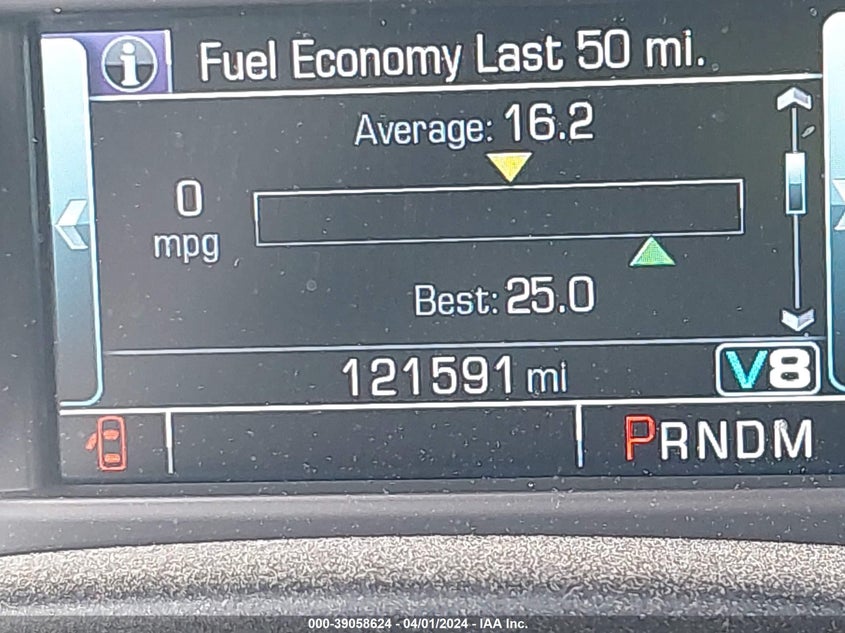 Fuel Economy Last 50 mi.
Average: 16.2
0
mpg
Best: 25.0
121591 mi
V8
PRNDM
000-39058624 - 04/01/2024 - IAA Inc.